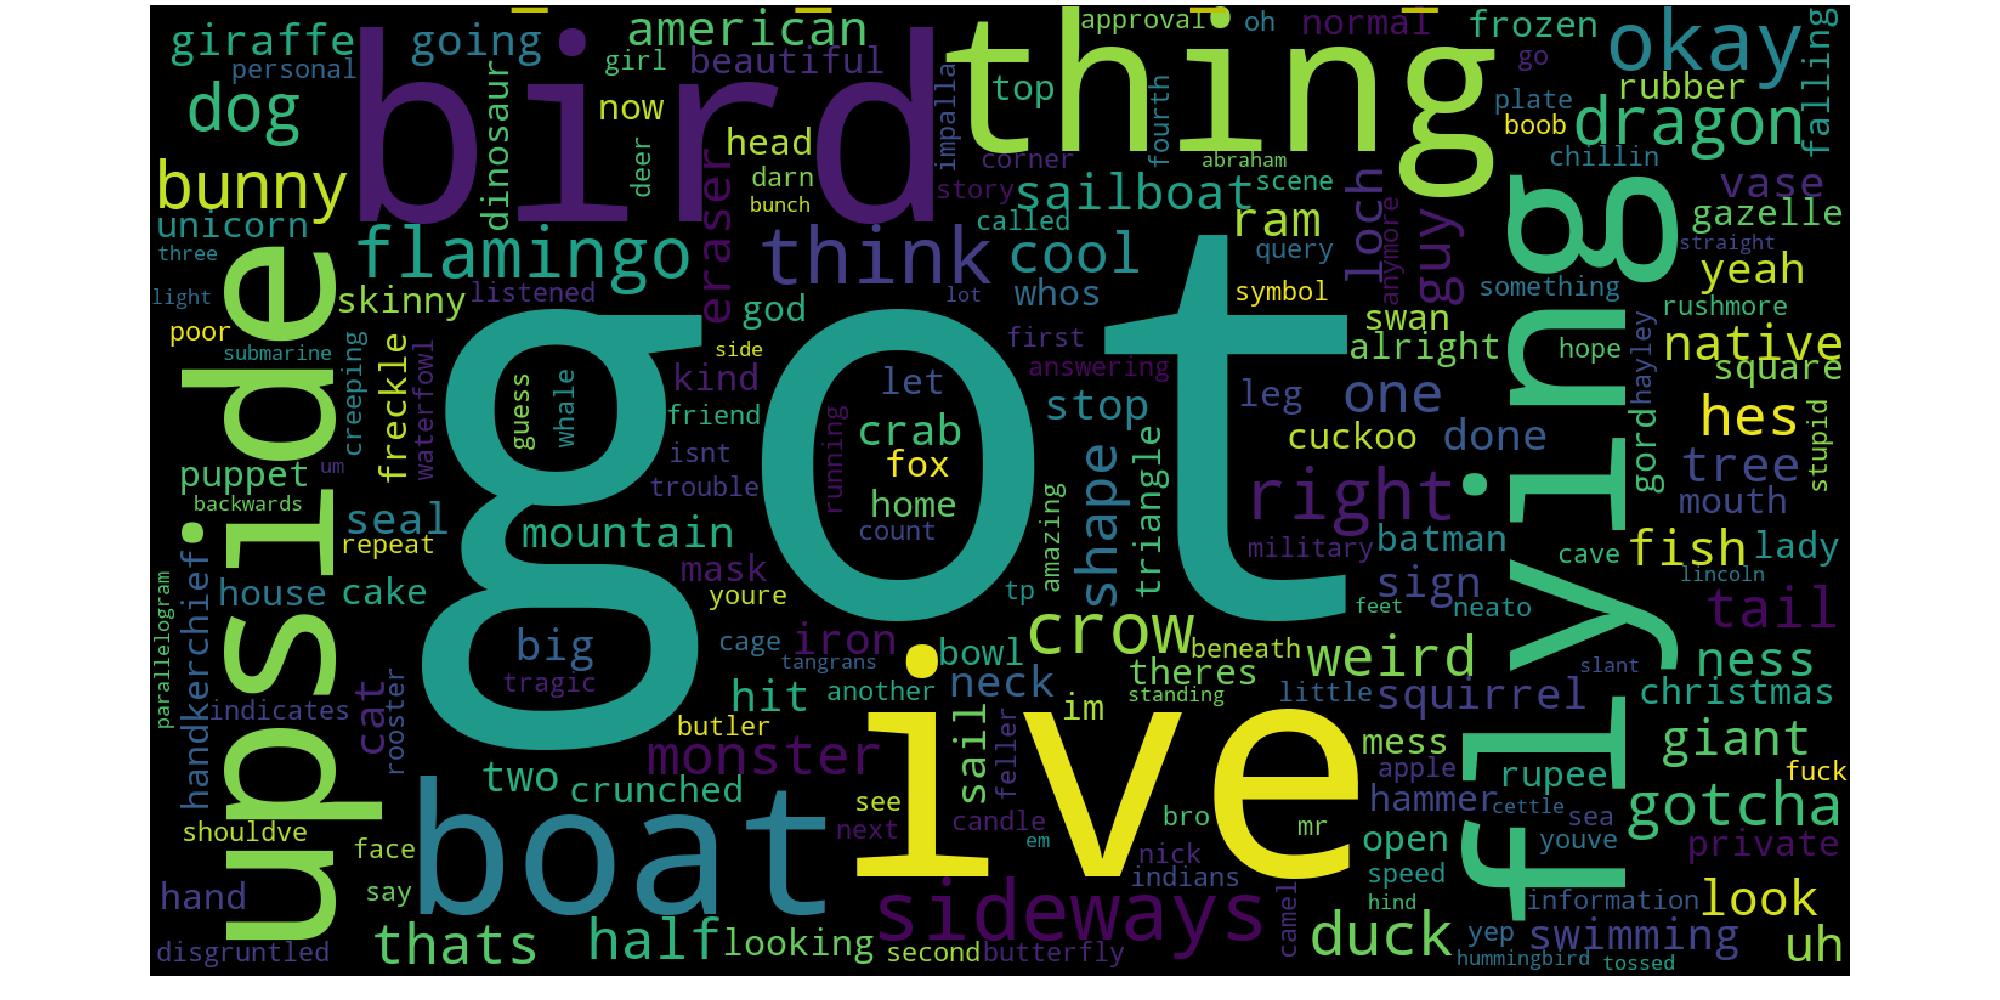 giraffe
going
american
approval
oh
normal
frozen
okay
falling
personal
bird
girl
beautiful
thing
go
rubber
dog
dinosaur
now
top
fourth
plate
boob
dragon
bunny
deer
head
impalla
corner
abraham
chillin
vase
darn
story
sailboat
scene
loch
guy
gazelle
unicorn
bunch
called
ram
anymore
straight
three
flamingo
eraser
think
cool
query
flying
yeah
light
skinny
listened
god
lot
whos
symbol
something
rushmore
poor
upside
got
first
swan
native
submarine
side
answering
alright
hope
hayley
square
creeping
freckle
waterfowl
guess
whale
kind
let
leg
one
hes
friend
running
crab
stop
cuckoo
done
gord
stupid
puppet
um
isnt
fox
shape
triangle
tree
backwards
trouble
home
right
mouth
seal
mountain
count
amazing
military
batman
cave
fish
lady
repeat
handkerchief
house
cake
mask
youre
tp
sign
neato
lincoln
parallelogram
feet
tail
big
cage
iron
crow
beneath
weird
slant
ness
tragic
tangrans
bowl
theres
indicates
cat
rooster
hit
another
neck
standing
little
squirrel
christmas
butler
ive
im
monster
sail
feller
mess
giant
two
crunched
apple
rupee
fuck
see
hammer
cettle
sea
gotcha
shouldve
boat
next
candle
em
bro
mr
open
youve
private
face
nick
hand
say
indians
speed
hind
information
look
sideways
camel
disgruntled
thats
half
looking
second
butterfly
duck
yep
swimming
uh
hummingbird
tossed